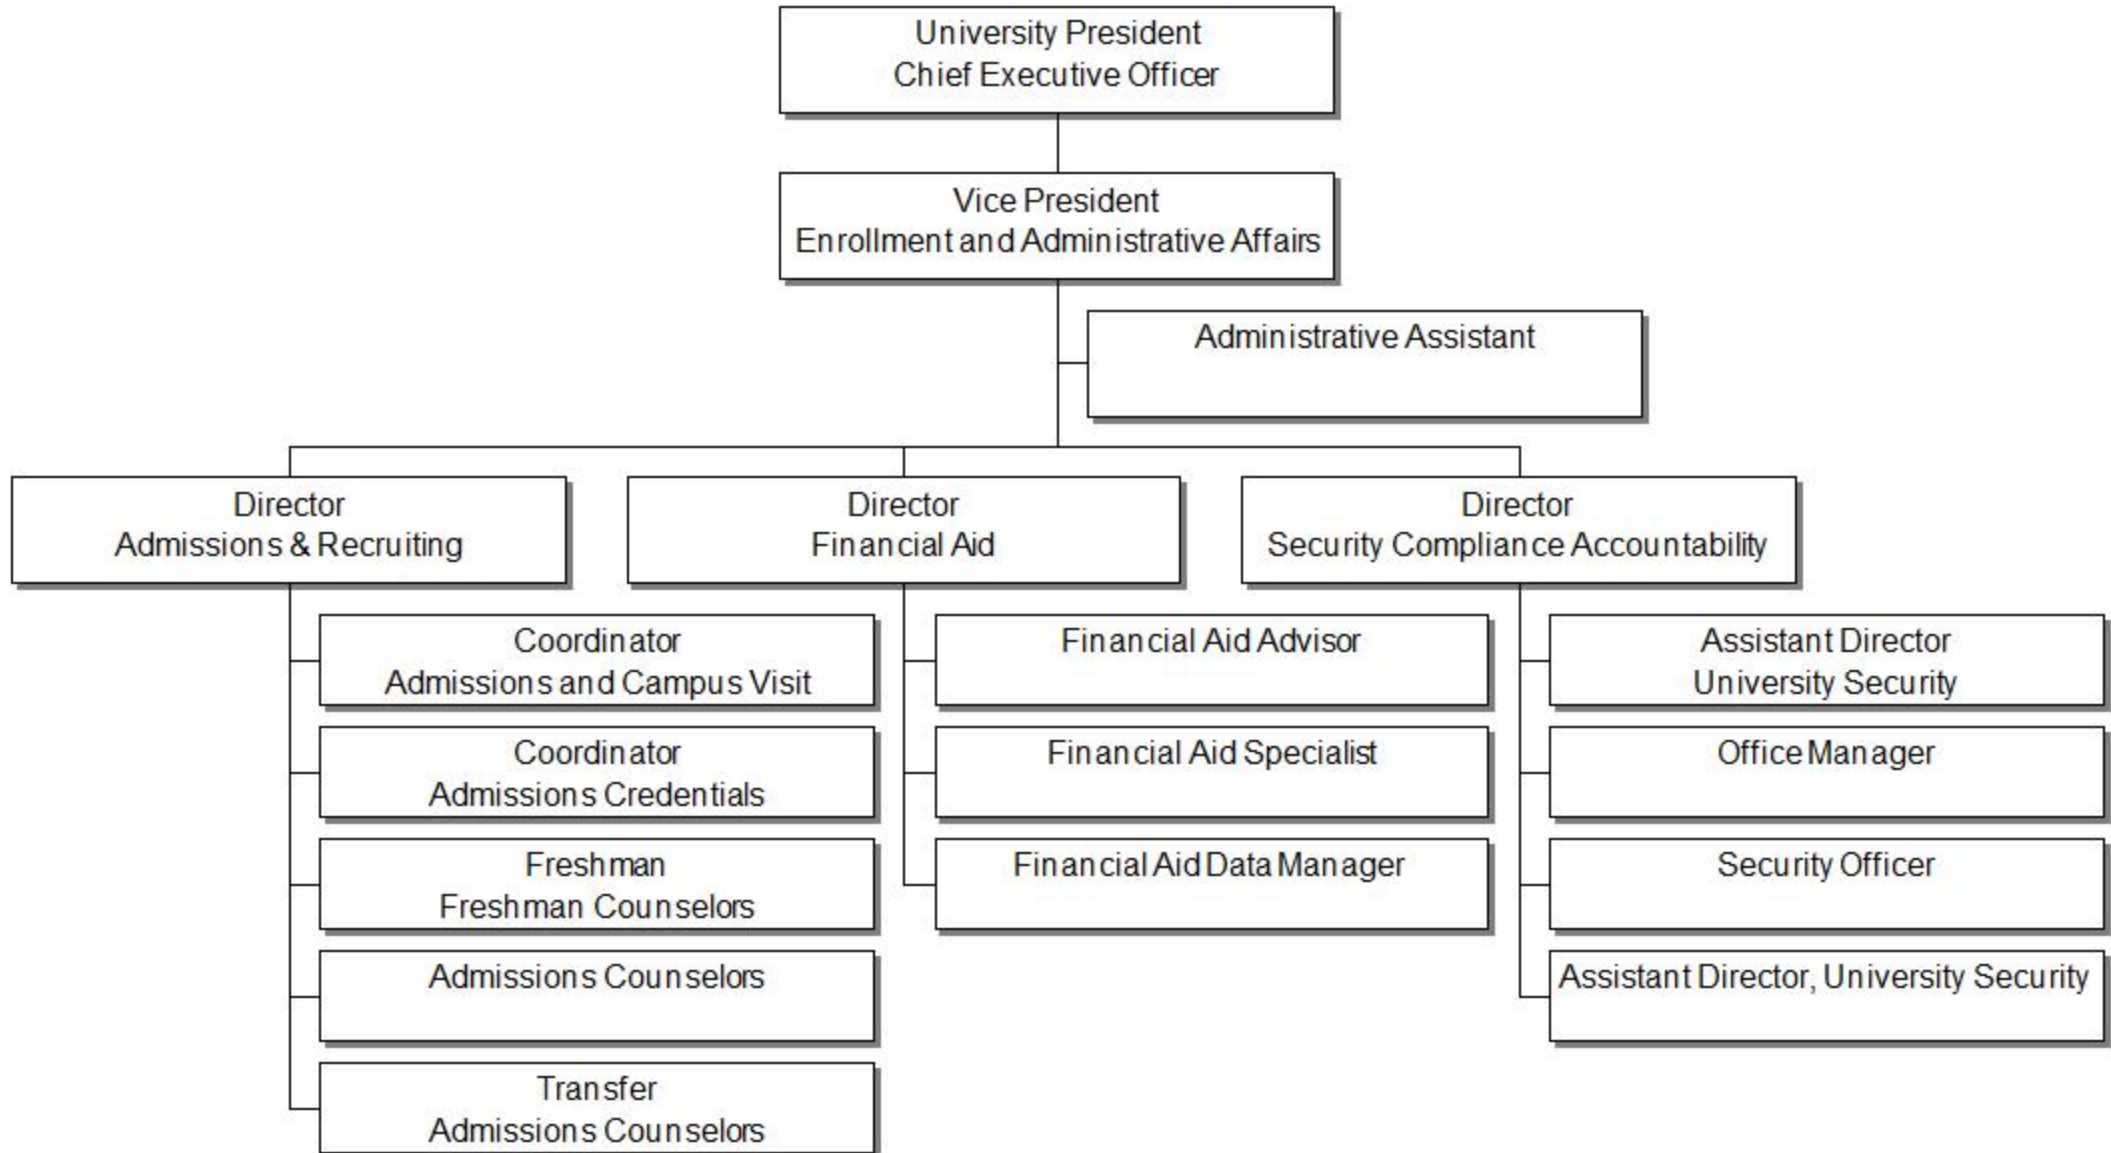 University President
Chief Executive Officer
Vice President
Enrollment and Administrative Affairs
Administrative Assistant
Director
Admissions & Recruiting
Director
Financial Aid
Director
Security Compliance Accountability
Coordinator
Admissions and Campus Visit
Coordinator
Admissions Credentials
Freshman
Freshman Counselors
Admissions Counselors
Transfer
Admissions Counselors
Financial Aid Advisor
Financial Aid Specialist
Financial Aid Data Manager
Assistant Director
University Security
Office Manager
Security Officer
Assistant Director, University Security